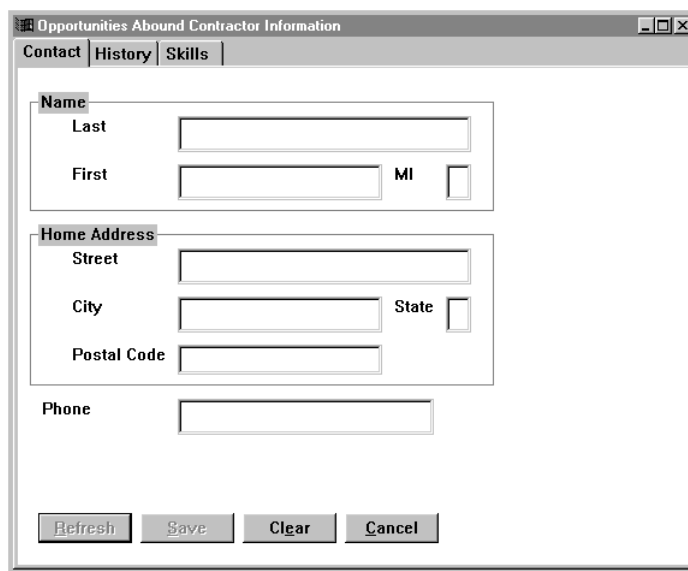 Opportunities Abound Contractor Information
Contact History Skills
Name
Last
First MI
Home Address
Street
City State
Postal Code
Phone
Refresh Save Clear Cancel